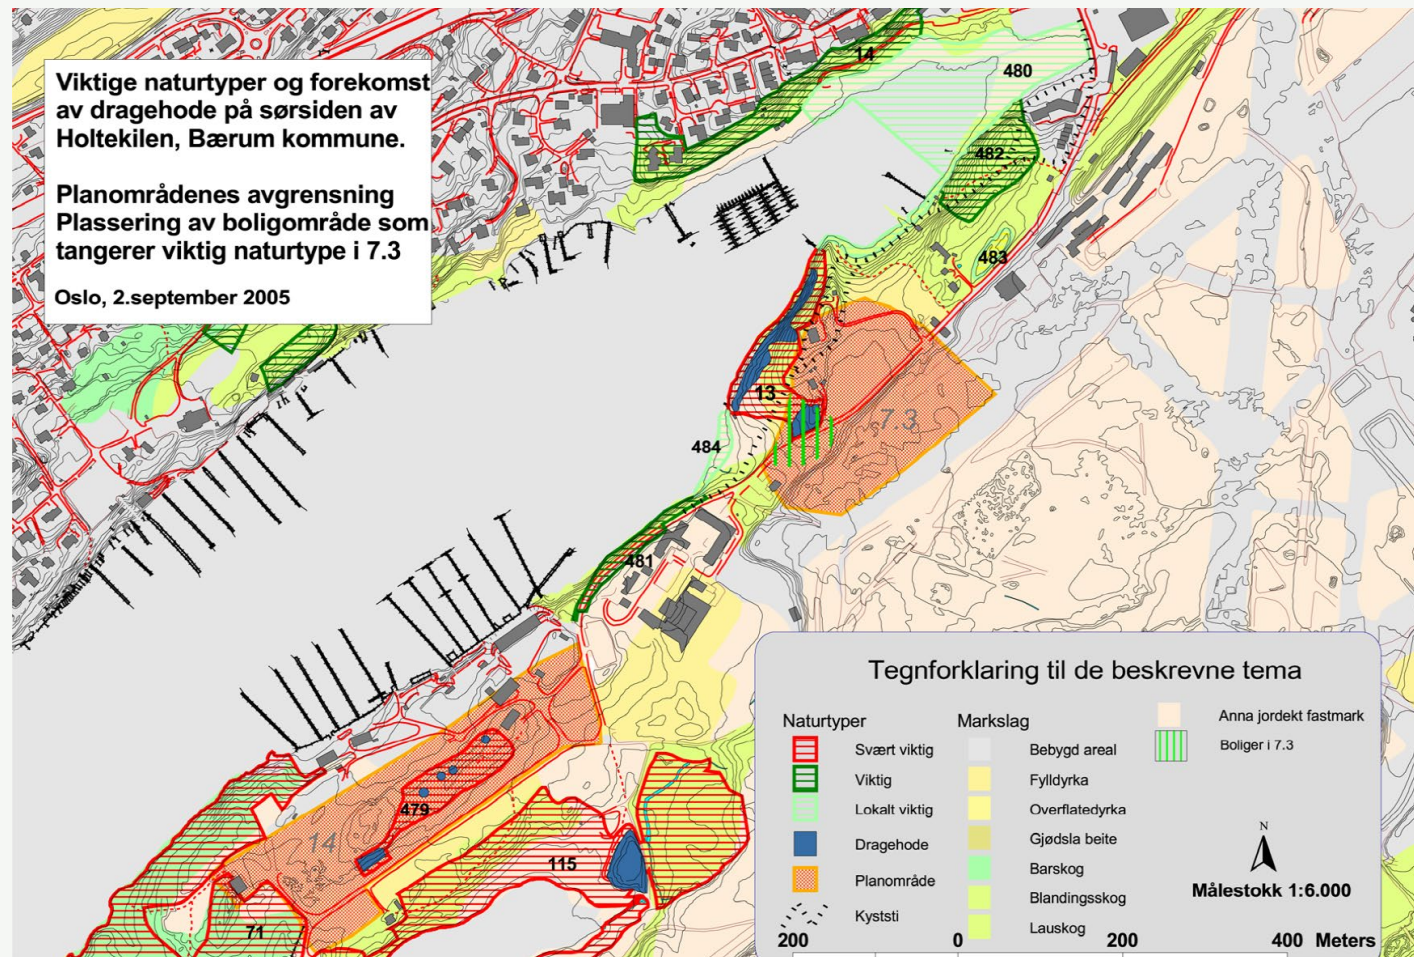 Viktige naturtyper og forekomst
av dragehode på sørsiden av
Holtekilen, Bærum kommune.
Planområdenes avgrensning
Plassering av boligområde som
tangerer viktig naturtype i 7.3
Oslo, 2.september 2005
14
480
482
483
13
7.3
484
481
479
14
115
71
Tegnforklaring til de beskrevne tema
Naturtyper
Svært viktig
Viktig
Lokalt viktig
Dragehode
Planområde
Kyststi
Markslag
Bebygd areal
Fylldyrka
Overflatedyrka
Gjødsla beite
Barskog
Blandingsskog
Lauskog
Anna jordekt fastmark
Boliger i 7.3
N
Målestokk 1:6.000
200 0 200 400 Meters